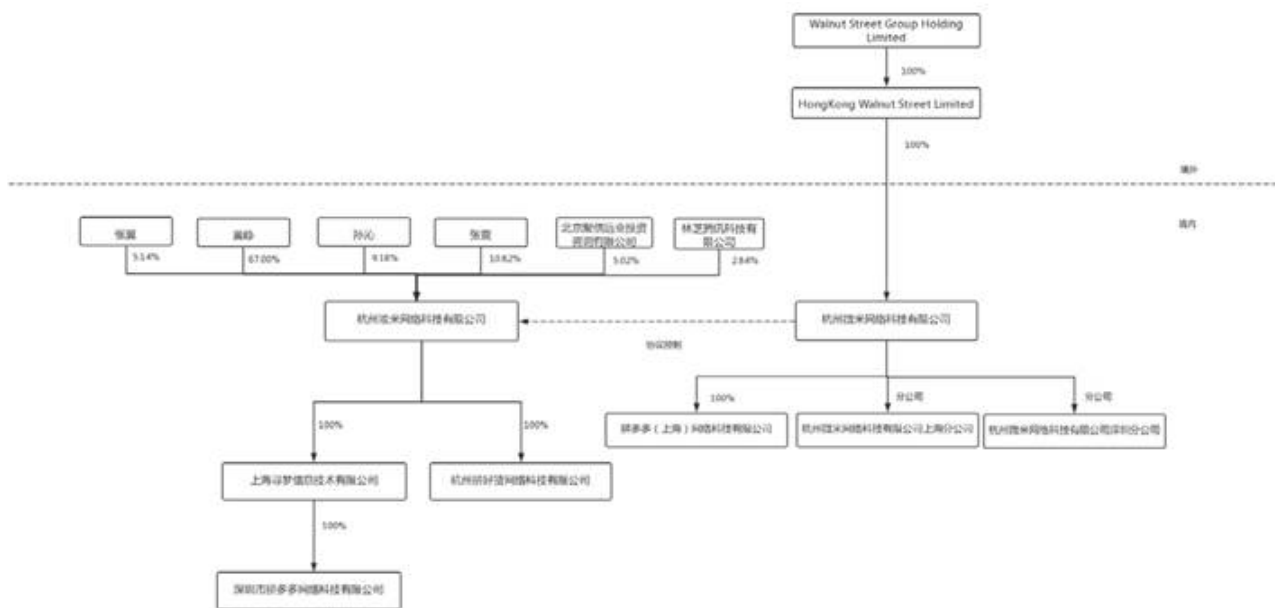 Walnut Street Group Holding
Limited
100%
HongKong Walnut Street Limited
100%
境外
境内
张翼
冀峰
孙沁
张雷
北京聚信远业投资
咨询有限公司
林芝腾讯科技有
限公司
5.14%
67.00%
9.18%
10.82%
5.02%
2.84%
杭州 米网络科技有限公司
杭州微米网络科技有限公司
协议控制
100%
分公司
分公司
拼多多（上海）网络科技有限公司
杭州微米网络科技有限公司上海分公司
杭州微米网络科技有限公司深圳分公司
100%
100%
上海寻梦信息技术有限公司
杭州拼好货网络科技有限公司
100%
深圳市拼多多网络科技有限公司